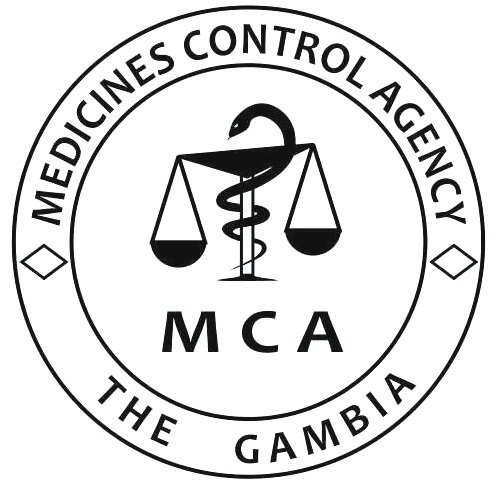 MEDICINES CONTROL AGENCY
MCA
THE GAMBIA